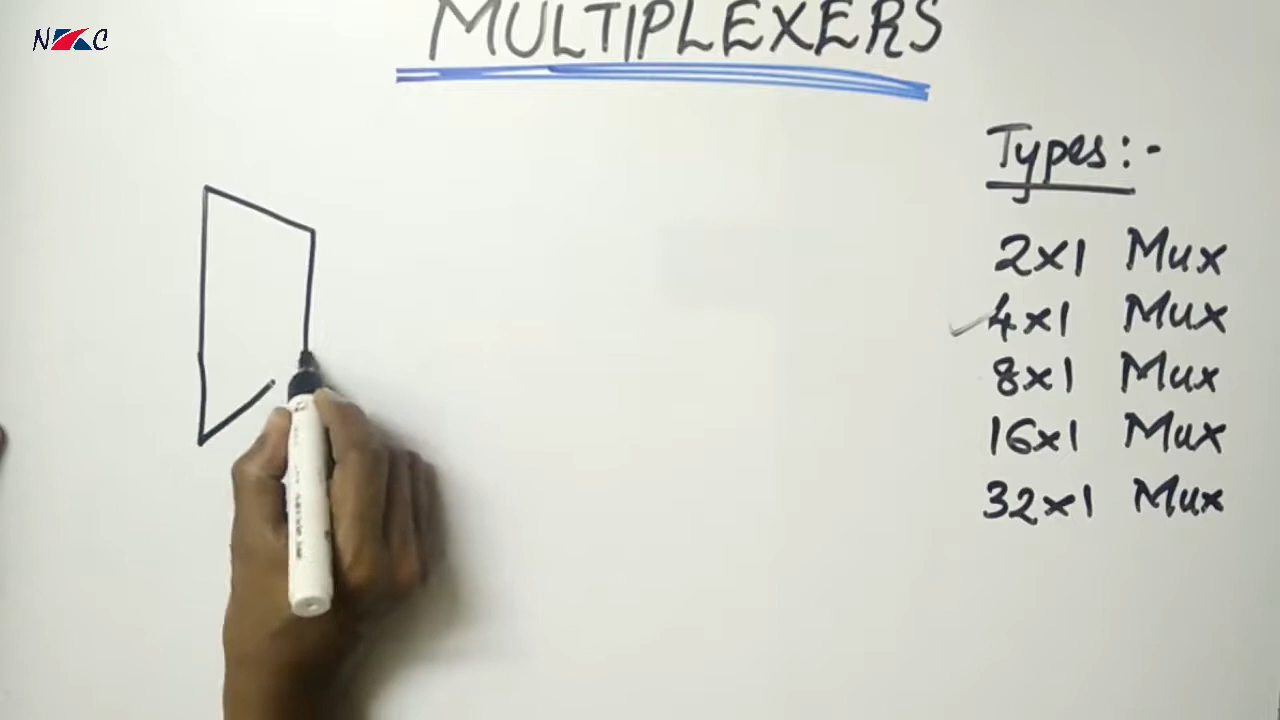 NKC
MULTIPLEXERS
Types:-
2x1 Mux
4x1 Mux
8x1 Mux
16x1 Mux
32x1 Mux